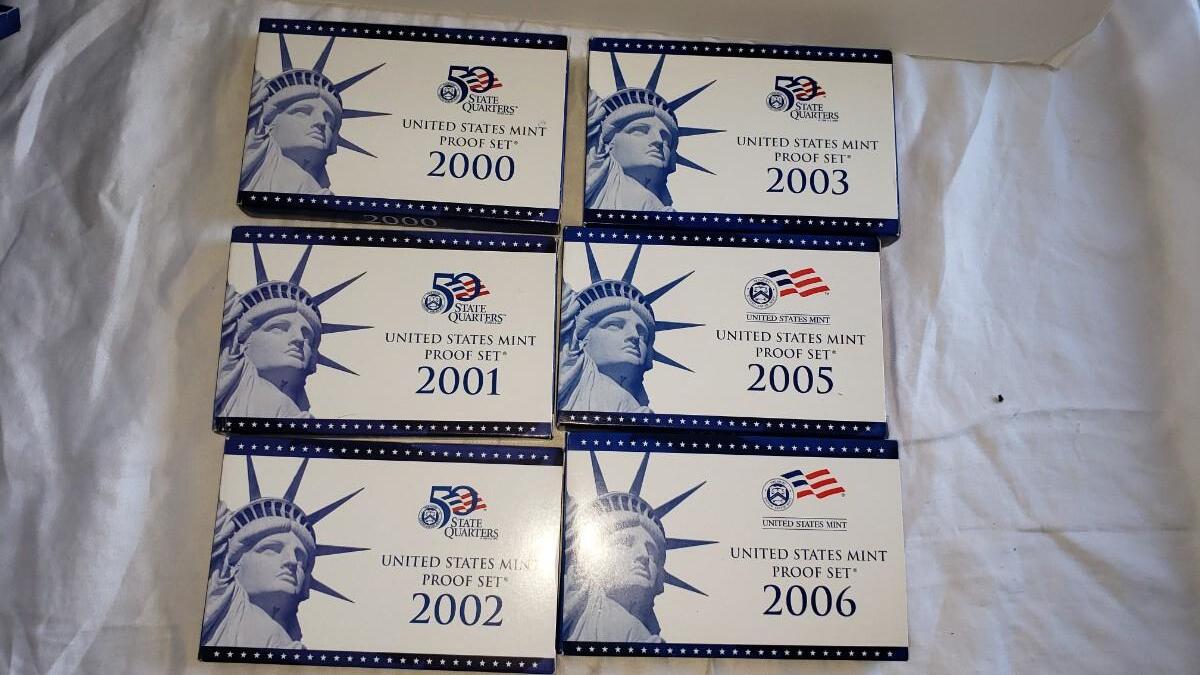 50
STATE
QUARTERS™
UNITED STATES MINT
PROOF SET®
2000
2000
50
STATE
QUARTERS
UNITED STATES MINT
PROOF SET®
2003
50
STATE
QUARTERS™
UNITED STATES MINT
PROOF SET®
2001
UNITED STATES MINT
UNITED STATES MINT
PROOF SET®
2005
50
STATE
QUARTERS
UNITED STATES MINT
PROOF SET®
2002
UNITED STATES MINT
UNITED STATES MINT
PROOF SET®
2006